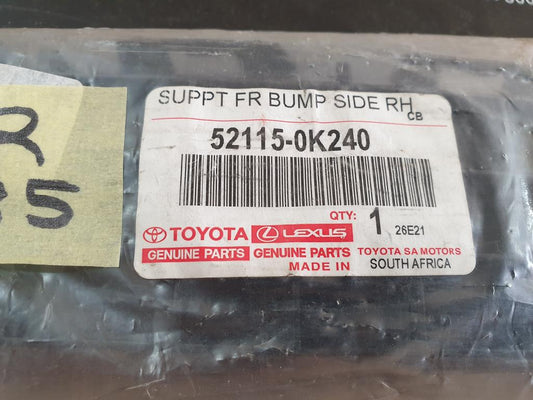 SUPPT FR BUMP SIDE RH
CB
52115-0K240
QTY: 1 26E21
TOYOTA LEXUS
GENUINE PARTS GENUINE PARTS TOYOTA SA MOTORS
MADE IN SOUTH AFRICA